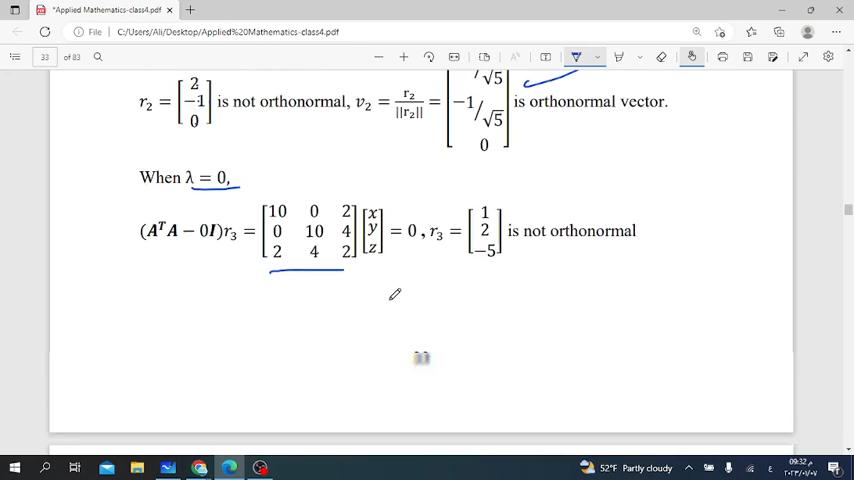 *Applied Mathematics-class4.pdf
File C:/Users/Ali/Desktop/Applied%20Mathematics-class4.pdf
33 of 83
r₂ = [2 −1 0] is not orthonormal, v₂ = r₂/||r₂|| = [/√5 −1/√5 0] is orthonormal vector.
When λ = 0,
(AᵀA − 0I)r₃ = [10 0 2; 0 10 4; 2 4 2] [x y z] = 0 , r₃ = [1 2 −5] is not orthonormal
52°F Partly cloudy ع 09:32 م
٢٠٢٣/٠١/٠٧